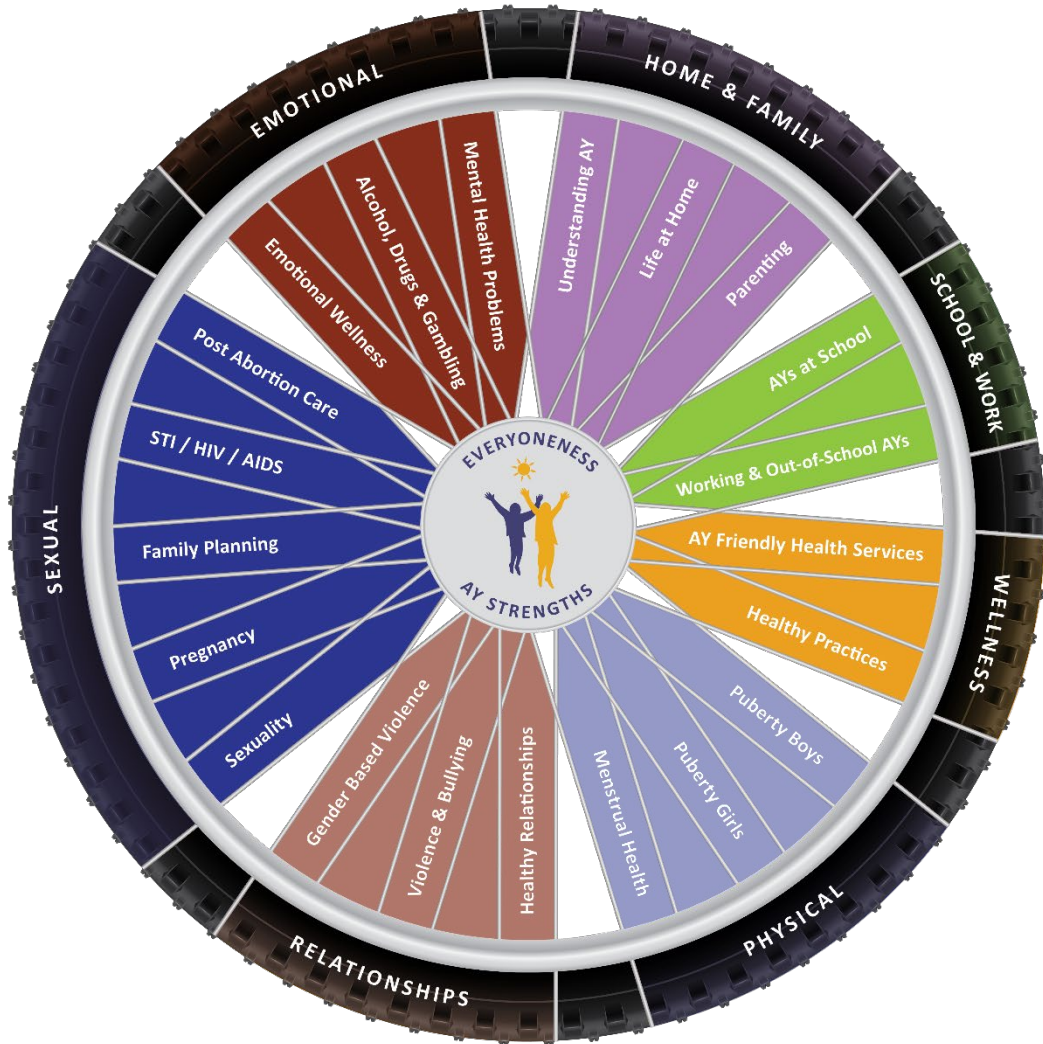 EMOTIONAL
HOME & FAMILY
SCHOOL & WORK
WELLNESS
PHYSICAL
RELATIONSHIPS
SEXUAL
Understanding AY
Life at Home
Parenting
AYs at School
Working & Out-of-School AYs
AY Friendly Health Services
Healthy Practices
Puberty Boys
Puberty Girls
Menstrual Health
Healthy Relationships
Violence & Bullying
Gender Based Violence
Sexuality
Pregnancy
Family Planning
STI / HIV / AIDS
Post Abortion Care
Emotional Wellness
Alcohol, Drugs & Gambling
Mental Health Problems
EVERYONENESS
AY STRENGTHS